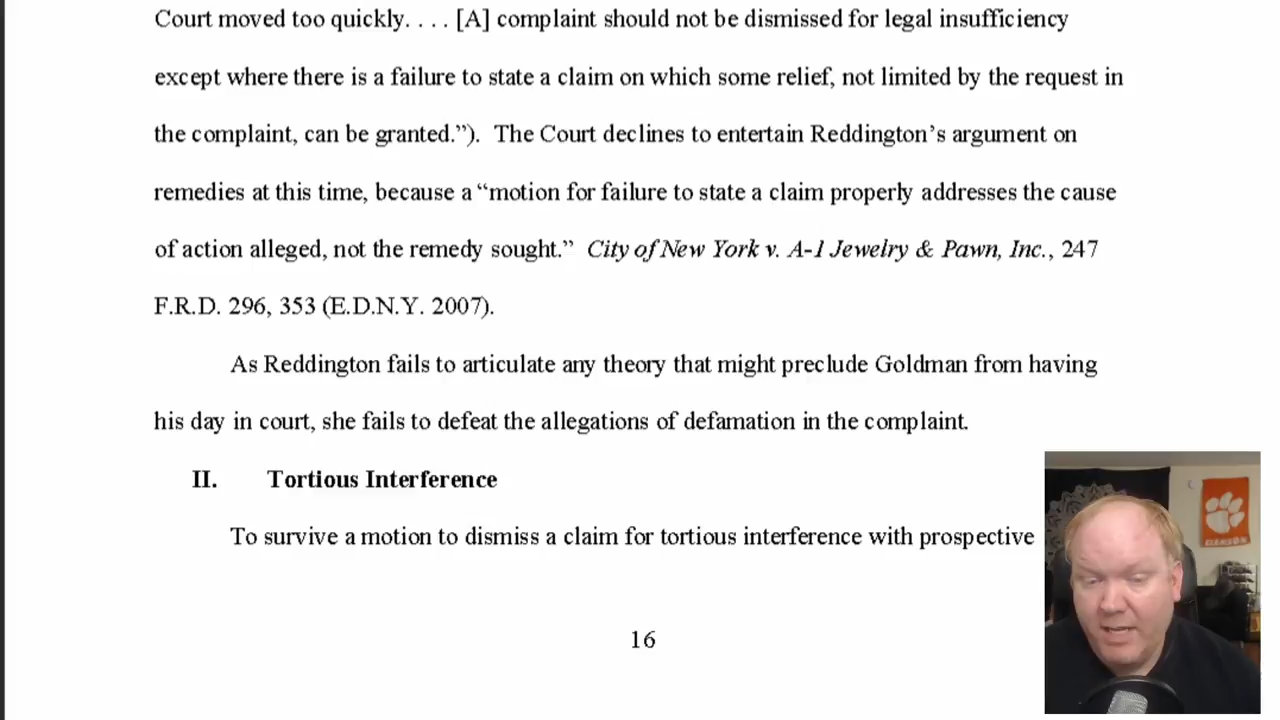 Court moved too quickly. . . . [A] complaint should not be dismissed for legal insufficiency
except where there is a failure to state a claim on which some relief, not limited by the request in
the complaint, can be granted.”). The Court declines to entertain Reddington’s argument on
remedies at this time, because a “motion for failure to state a claim properly addresses the cause
of action alleged, not the remedy sought.” City of New York v. A-1 Jewelry & Pawn, Inc., 247
F.R.D. 296, 353 (E.D.N.Y. 2007).
As Reddington fails to articulate any theory that might preclude Goldman from having
his day in court, she fails to defeat the allegations of defamation in the complaint.
II. Tortious Interference
To survive a motion to dismiss a claim for tortious interference with prospective
16
CLEMSON